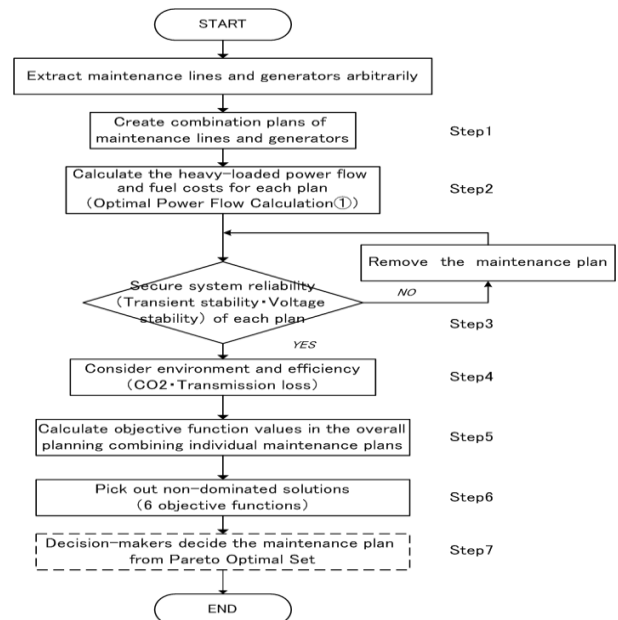 START
Extract maintenance lines and generators arbitrarily
Create combination plans of
maintenance lines and generators
Step1
Calculate the heavy-loaded power flow
and fuel costs for each plan
(Optimal Power Flow Calculation①)
Step2
Remove the maintenance plan
Secure system reliability
(Transient stability・Voltage
stability) of each plan
NO
Step3
YES
Consider environment and efficiency
(CO2・Transmission loss)
Step4
Calculate objective function values in the overall
planning combining individual maintenance plans
Step5
Pick out non-dominated solutions
(6 objective functions)
Step6
Decision-makers decide the maintenance plan
from Pareto Optimal Set
Step7
END